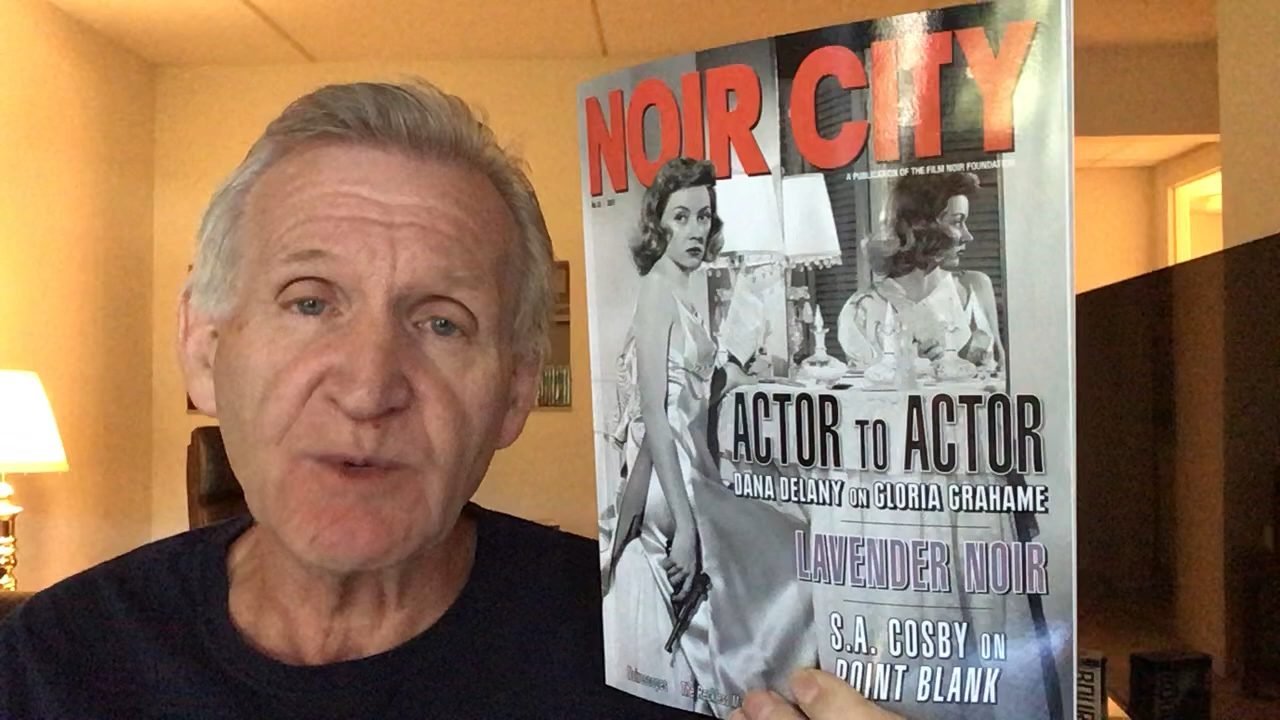 NOIR CITY
A PUBLICATION OF THE FILM NOIR FOUNDATION
ACTOR TO ACTOR
DANA DELANY ON GLORIA GRAHAME
LAVENDER NOIR
S.A. COSBY ON
POINT BLANK